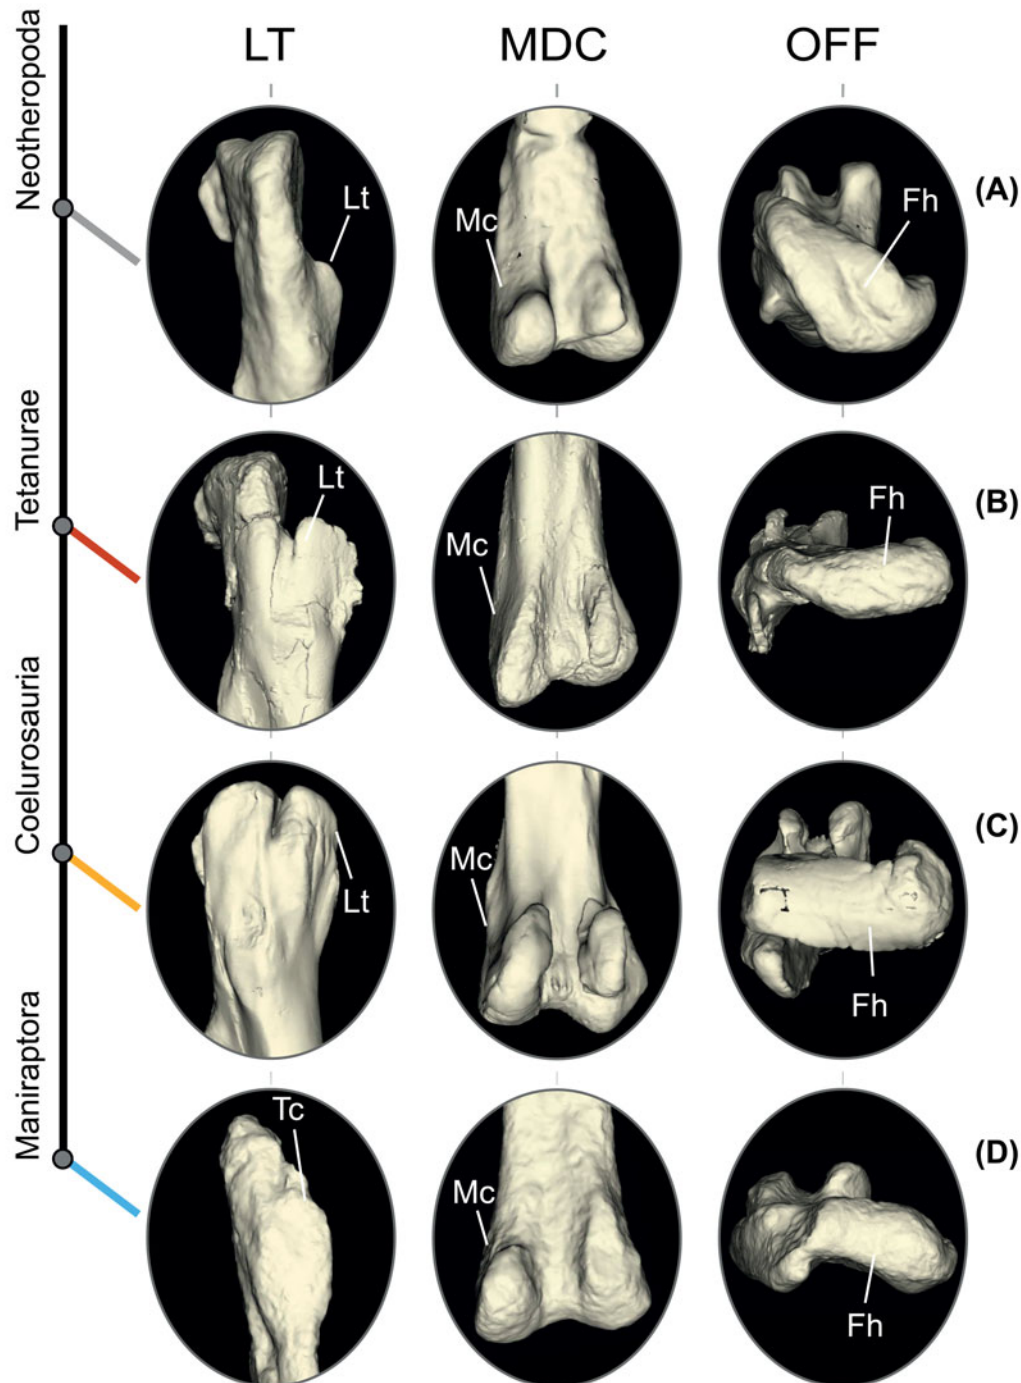 LT MDC OFF
Neotheropoda
Lt
Mc
Fh
(A)
Tetanurae
Lt
Mc
Fh
(B)
Coelurosauria
Lt
Mc
Fh
(C)
Maniraptora
Tc
Mc
Fh
(D)